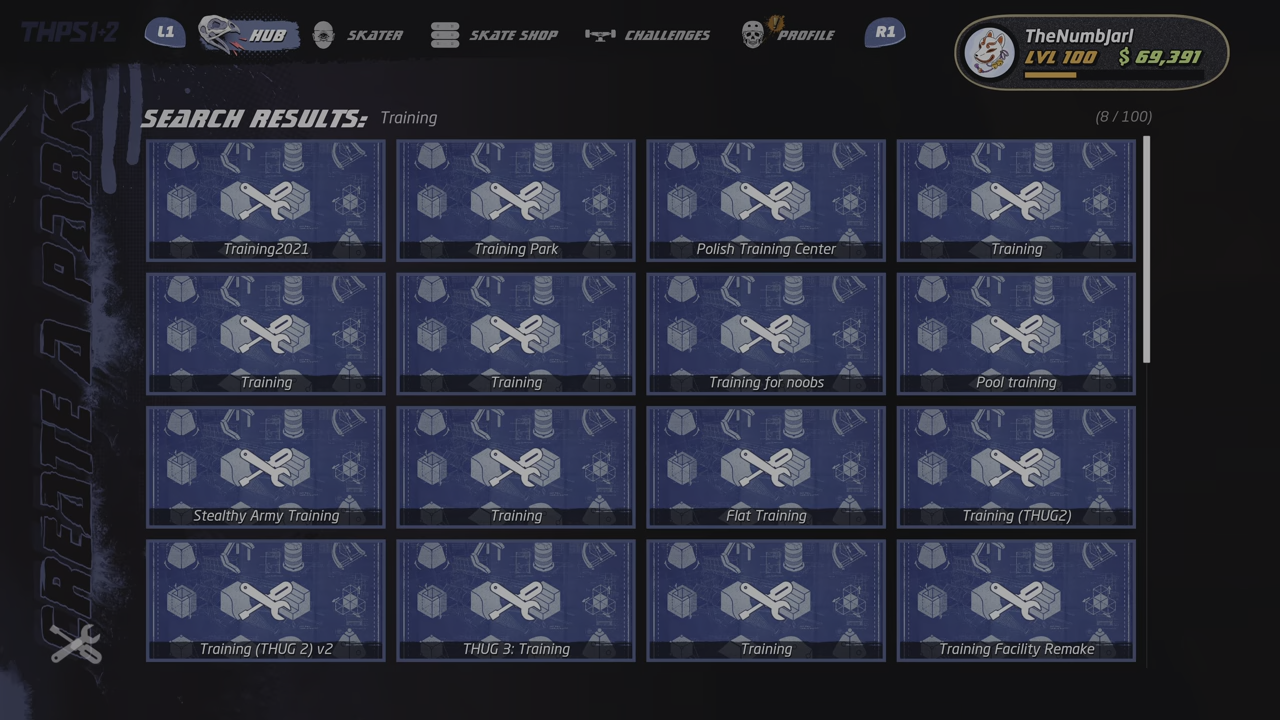 THPS1+2
L1
HUB
SKATER
SKATE SHOP
CHALLENGES
PROFILE
R1
TheNumbJarl
LVL 100 $ 69,391
CREATE A PARK
SEARCH RESULTS: Training
(8 / 100)
Training2021
Training Park
Polish Training Center
Training
Training
Training
Training for noobs
Pool training
Stealthy Army Training
Training
Flat Training
Training (THUG2)
Training (THUG 2) v2
THUG 3: Training
Training
Training Facility Remake